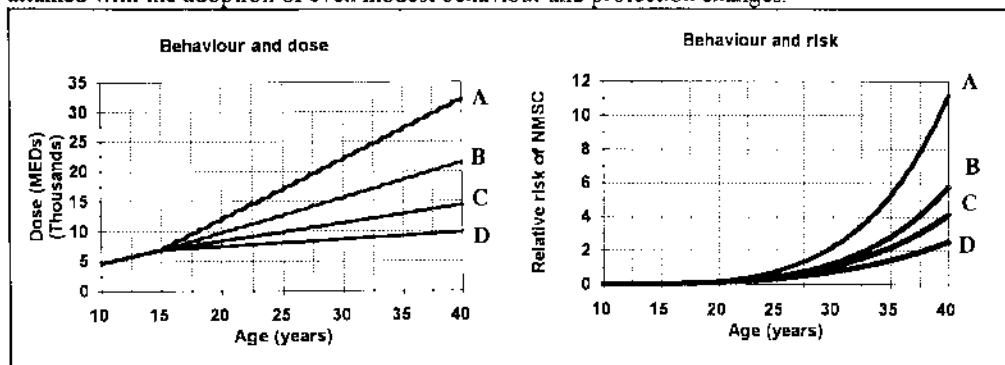 attained with the adoption of even modest behaviour and protection changes.
Behaviour and dose
Dose (MEDs)
(Thousands)
35
30
25
20
15
10
5
0
10 15 20 25 30 35 40
Age (years)
A
B
C
D
Behaviour and risk
Relative risk of NMSC
12
10
8
6
4
2
0
10 15 20 25 30 35 40
Age (years)
A
B
C
D